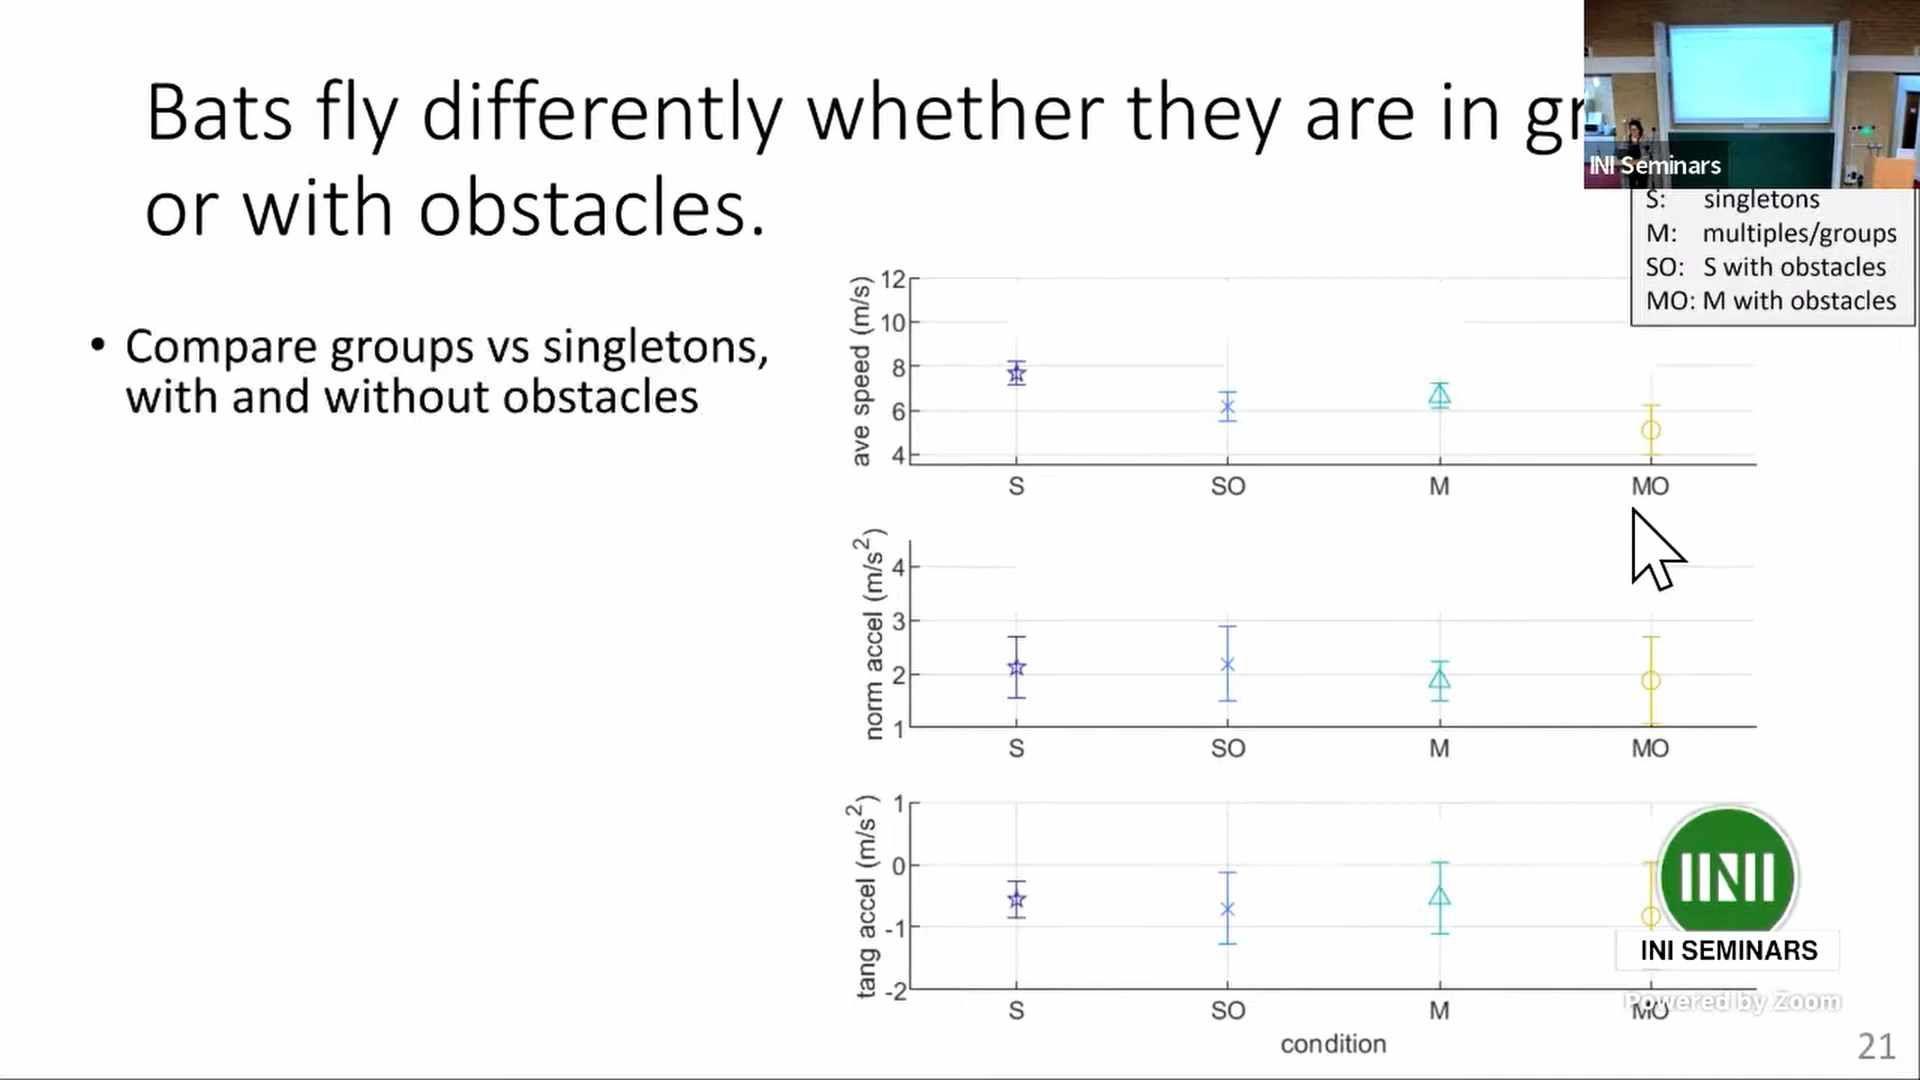 Bats fly differently whether they are in gr
or with obstacles.
INI Seminars
S: singletons
M: multiples/groups
SO: S with obstacles
MO: M with obstacles
• Compare groups vs singletons,
with and without obstacles
ave speed (m/s)
12
10
8
6
4
S SO M MO
norm accel (m/s²)
4
3
2
1
S SO M MO
tang accel (m/s²)
1
0
-1
-2
S SO M MO
condition
INI
INI SEMINARS
Powered by Zoom
21